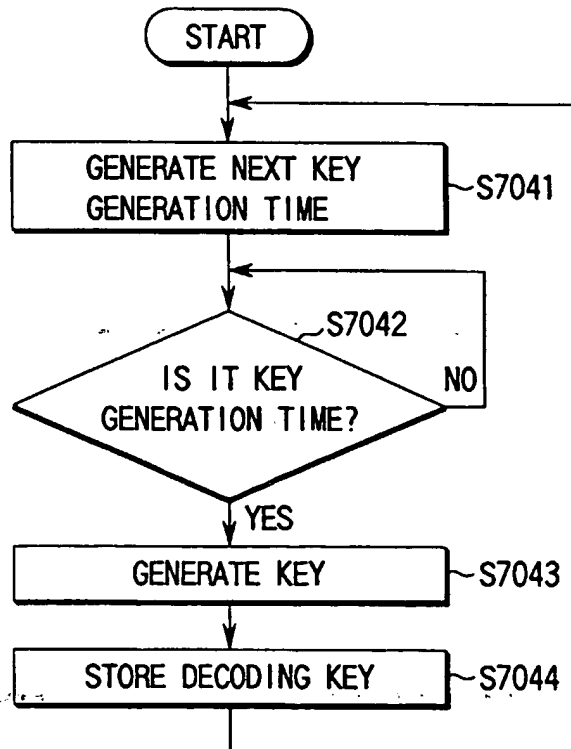 START
GENERATE NEXT KEY
GENERATION TIME
S7041
S7042
IS IT KEY
GENERATION TIME?
NO
YES
GENERATE KEY
S7043
STORE DECODING KEY
S7044